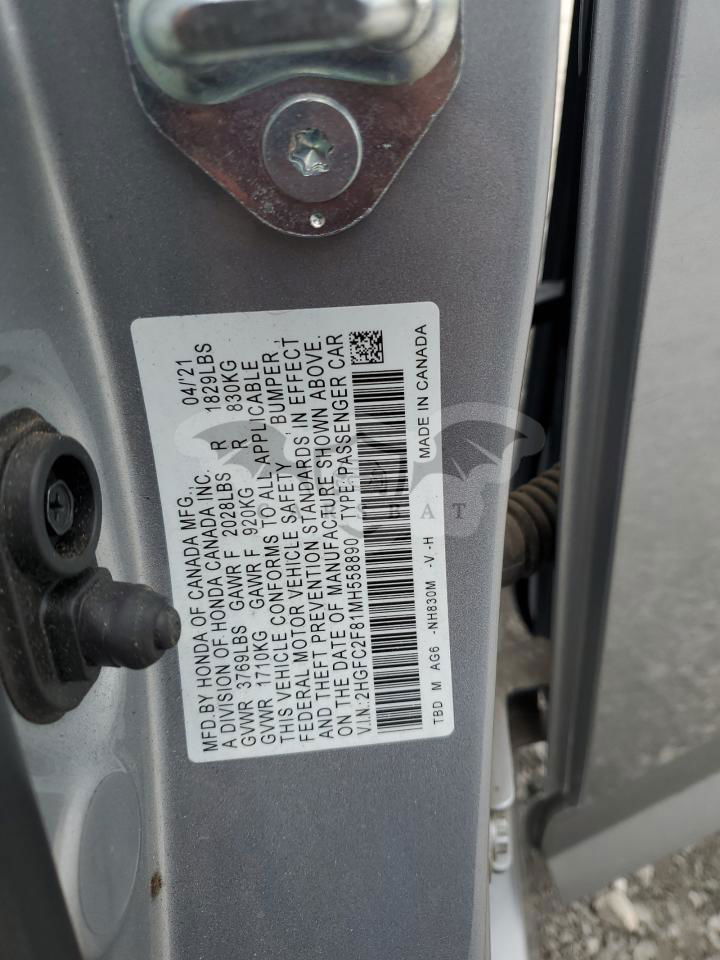 MFD.BY HONDA OF CANADA MFG., 04/'21
A DIVISION OF HONDA CANADA INC.
GVWR 3769LBS GAWR F 2028LBS R 1829LBS
GVWR 1710KG GAWR F 920KG R 830KG
THIS VEHICLE CONFORMS TO ALL APPLICABLE
FEDERAL MOTOR VEHICLE SAFETY, BUMPER,
AND THEFT PREVENTION STANDARDS IN EFFECT
ON THE DATE OF MANUFACTURE SHOWN ABOVE.
V.I.N.:2HGFC2F81MH558890 TYPE:PASSENGER CAR
TBD M AG6 -NH830M -V -H MADE IN CANADA
CARSBAT